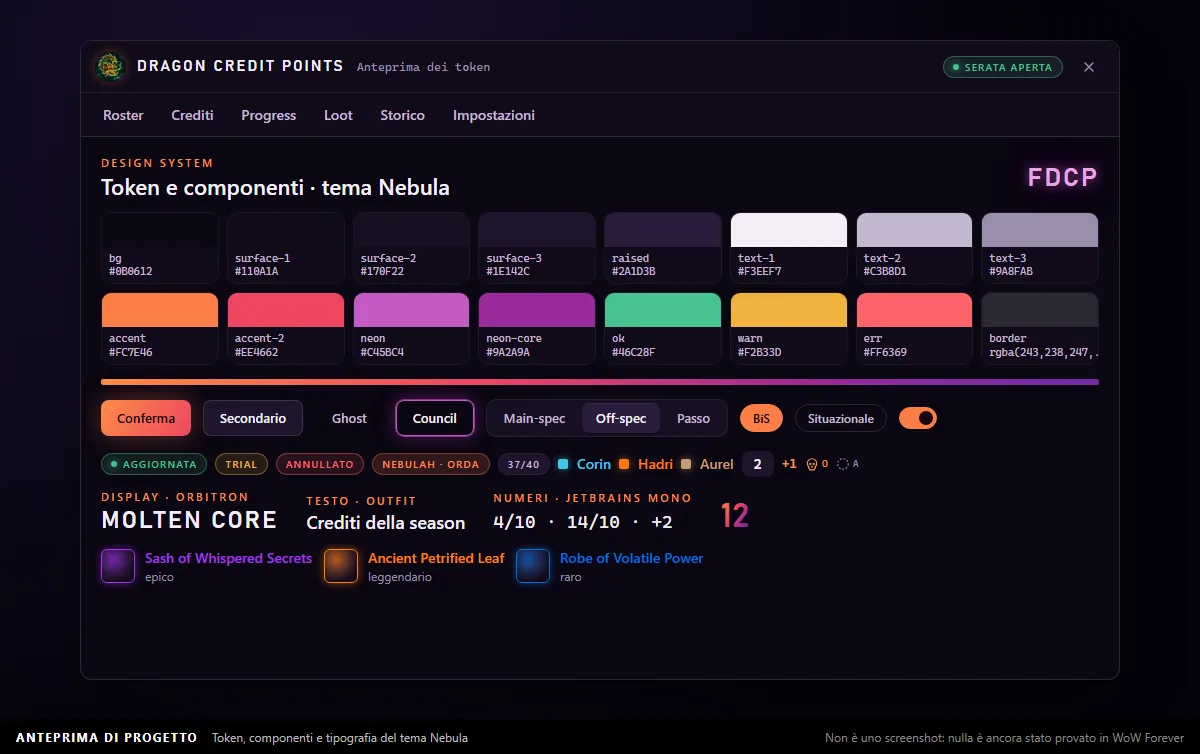 DRAGON CREDIT POINTS Anteprima dei token
SERATA APERTA
Roster Crediti Progress Loot Storico Impostazioni
DESIGN SYSTEM
Token e componenti · tema Nebula
FDCP
bg surface-1 surface-2 surface-3 raised text-1 text-2 text-3
#0B0612 #110A1A #170F22 #1E142C #2A1D3B #F3EEF7 #C3B8D1 #9A8FAB
accent accent-2 neon neon-core ok warn err border
#FC7E46 #EE4662 #C45BC4 #9A2A9A #46C28F #F2B33D #FF6369 rgba(243,238,247,.
Conferma Secondario Ghost Council Main-spec Off-spec Passo BiS Situazionale
AGGIORNATA TRIAL ANNULLATO NEBULAH · ORDA 37/40 Corin Hadri Aurel 2 +1 0 A
DISPLAY · ORBITRON TESTO · OUTFIT NUMERI · JETBRAINS MONO
MOLTEN CORE Crediti della season 4/10 · 14/10 · +2 12
Sash of Whispered Secrets Ancient Petrified Leaf Robe of Volatile Power
epico leggendario raro
ANTEPRIMA DI PROGETTO Token, componenti e tipografia del tema Nebula Non è uno screenshot: nulla è ancora stato provato in WoW Forever